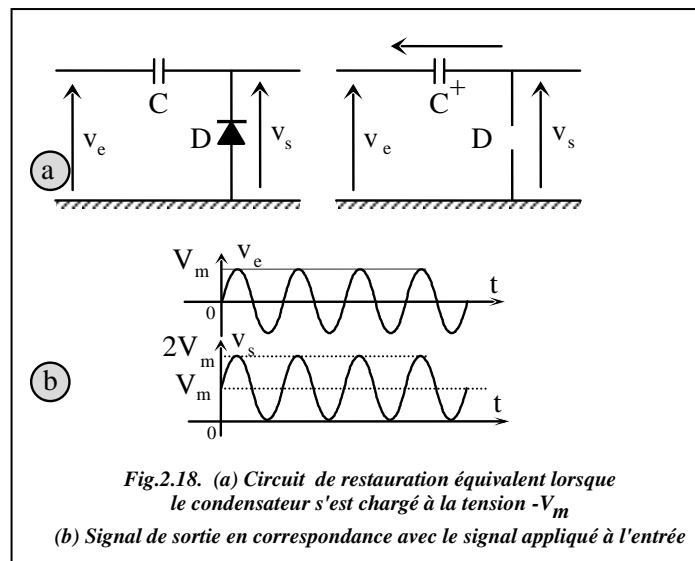 C
C +
v_e
D
v_s
v_e
D
v_s
a
V_m
v_e
t
0
2V_m
v_s
b
V_m
t
0
Fig.2.18. (a) Circuit de restauration équivalent lorsque
le condensateur s'est chargé à la tension -V_m
(b) Signal de sortie en correspondance avec le signal appliqué à l'entrée